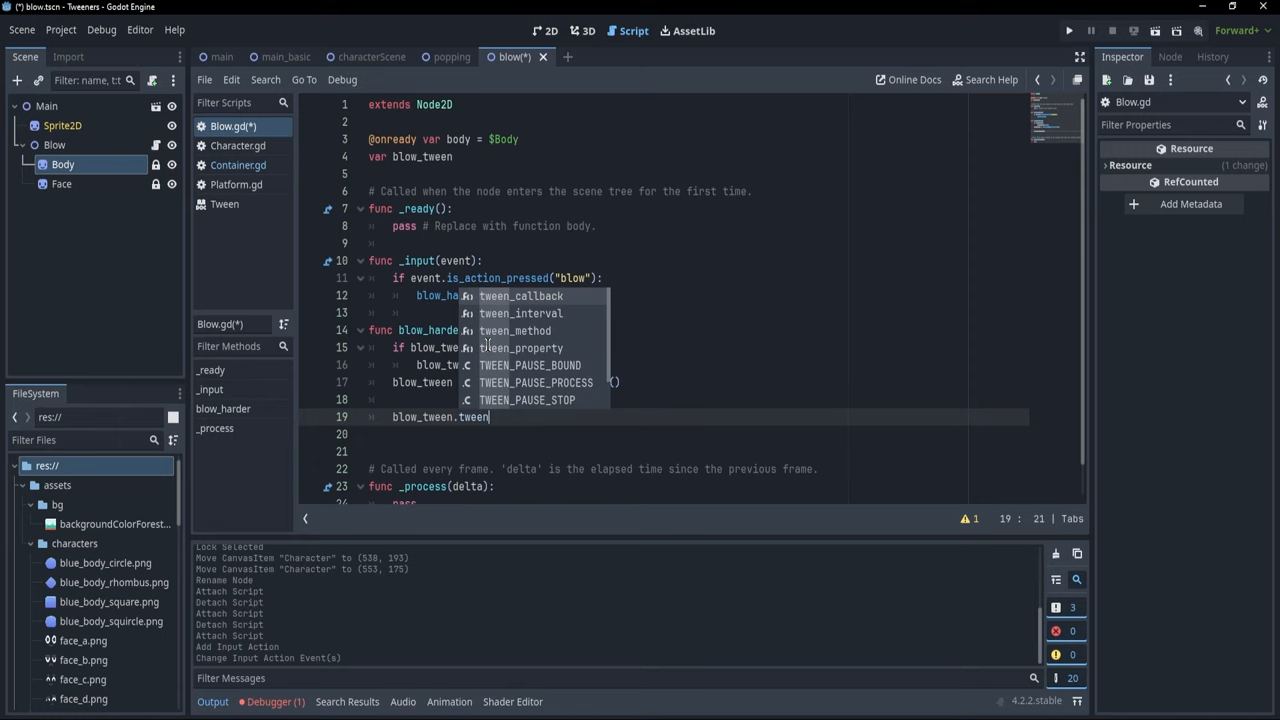 (*) blow.tscn - Tweeners - Godot Engine
Scene Project Debug Editor Help
2D 3D Script AssetLib
Forward+
Scene Import
Filter: name, t:t
Main
Sprite2D
Blow
Body
Face
main main_basic characterScene popping blow(*)
File Edit Search Go To Debug
Online Docs Search Help
Filter Scripts
Blow.gd(*)
Character.gd
Container.gd
Platform.gd
Tween
Blow.gd(*)
Filter Methods
_ready
_input
blow_harder
_process
1 extends Node2D
2
3 @onready var body = $Body
4 var blow_tween
5
6 # Called when the node enters the scene tree for the first time.
7 func _ready():
8 pass # Replace with function body.
9
10 func _input(event):
11 if event.is_action_pressed("blow"):
12 blow_ha
13
14 func blow_harde
15 if blow_twe
16 blow_tw
17 blow_tween ()
18
19 blow_tween.tween
20
21
22 # Called every frame. 'delta' is the elapsed time since the previous frame.
23 func _process(delta):
24 pass
tween_callback
tween_interval
tween_method
tween_property
TWEEN_PAUSE_BOUND
TWEEN_PAUSE_PROCESS
TWEEN_PAUSE_STOP
1 19 : 21 | Tabs
FileSystem
res://
Filter Files
res://
assets
bg
backgroundColorForest...
characters
blue_body_circle.png
blue_body_rhombus.png
blue_body_square.png
blue_body_squircle.png
face_a.png
face_b.png
face_c.png
face_d.png
Lock Selected
Move CanvasItem "Character" to (538, 193)
Move CanvasItem "Character" to (553, 175)
Rename Node
Attach Script
Detach Script
Attach Script
Detach Script
Attach Script
Add Input Action
Change Input Action Event(s)
Filter Messages
3
0
0
20
Output Debugger (1) Search Results Audio Animation Shader Editor
4.2.2.stable
Inspector Node History
Blow.gd
Filter Properties
Resource
Resource (1 change)
RefCounted
Add Metadata